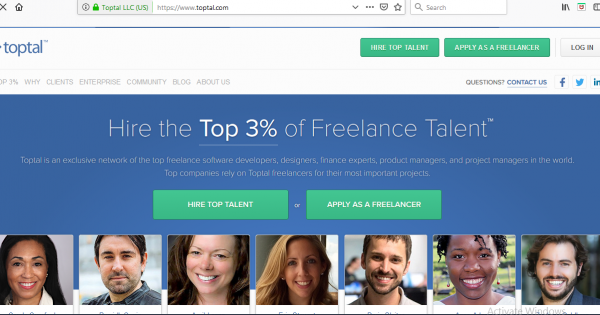 Toptal LLC (US) https://www.toptal.com Search
toptal™ HIRE TOP TALENT APPLY AS A FREELANCER LOG IN
OP 3% WHY CLIENTS ENTERPRISE COMMUNITY BLOG ABOUT US QUESTIONS? CONTACT US
Hire the Top 3% of Freelance Talent™
Toptal is an exclusive network of the top freelance software developers, designers, finance experts, product managers, and project managers in the world.
Top companies rely on Toptal freelancers for their most important projects.
HIRE TOP TALENT or APPLY AS A FREELANCER
Activate Windows